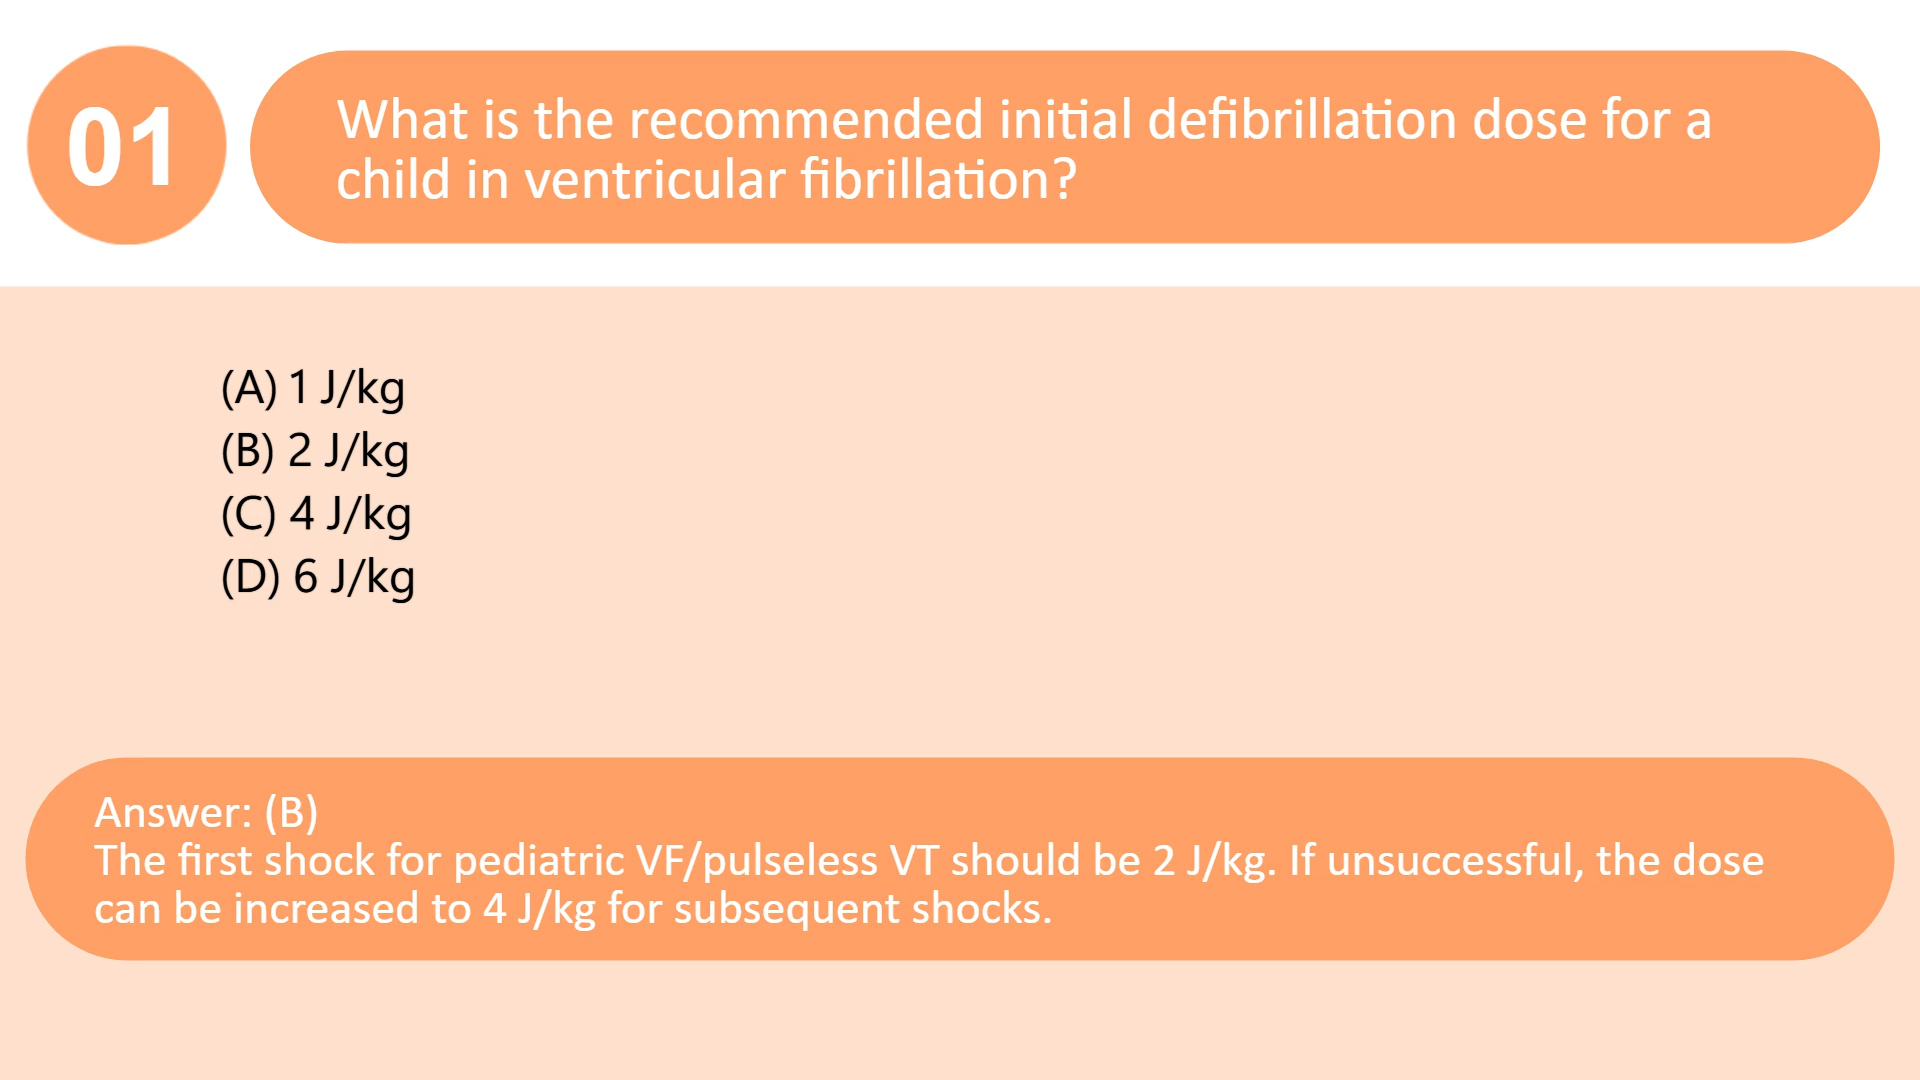 01
What is the recommended initial defibrillation dose for a
child in ventricular fibrillation?
(A) 1 J/kg
(B) 2 J/kg
(C) 4 J/kg
(D) 6 J/kg
Answer: (B)
The first shock for pediatric VF/pulseless VT should be 2 J/kg. If unsuccessful, the dose
can be increased to 4 J/kg for subsequent shocks.